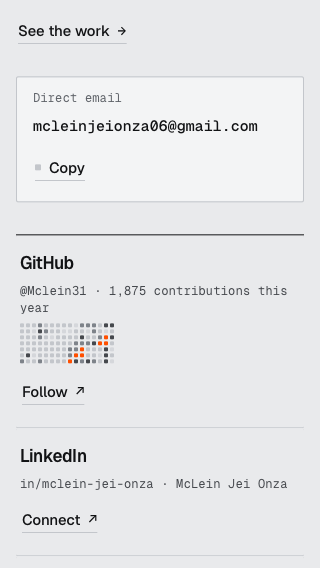 See the work →
Direct email
mcleinjeionza06@gmail.com
Copy
GitHub
@Mclein31 · 1,875 contributions this
year
Follow ↗
LinkedIn
in/mclein-jei-onza · McLein Jei Onza
Connect ↗